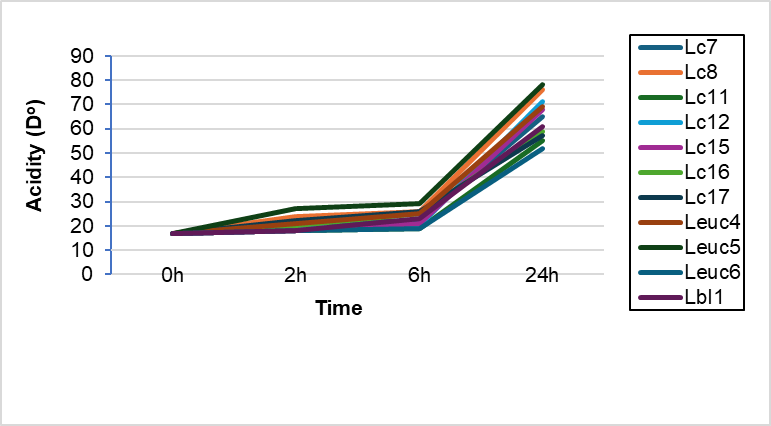 90
80
70
60
50
40
30
20
10
0
Acidity (Dº)
0h 2h 6h 24h
Time
Lc7
Lc8
Lc11
Lc12
Lc15
Lc16
Lc17
Leuc4
Leuc5
Leuc6
Lbl1